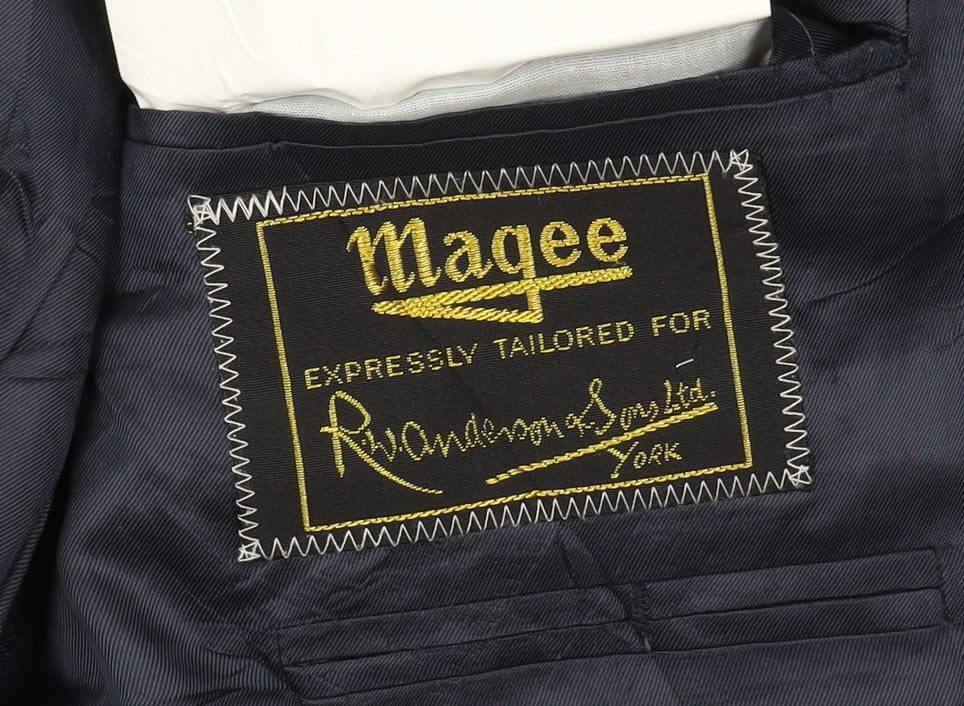 Magee
EXPRESSLY TAILORED FOR
R.W. Anderson & Sons Ltd.
YORK